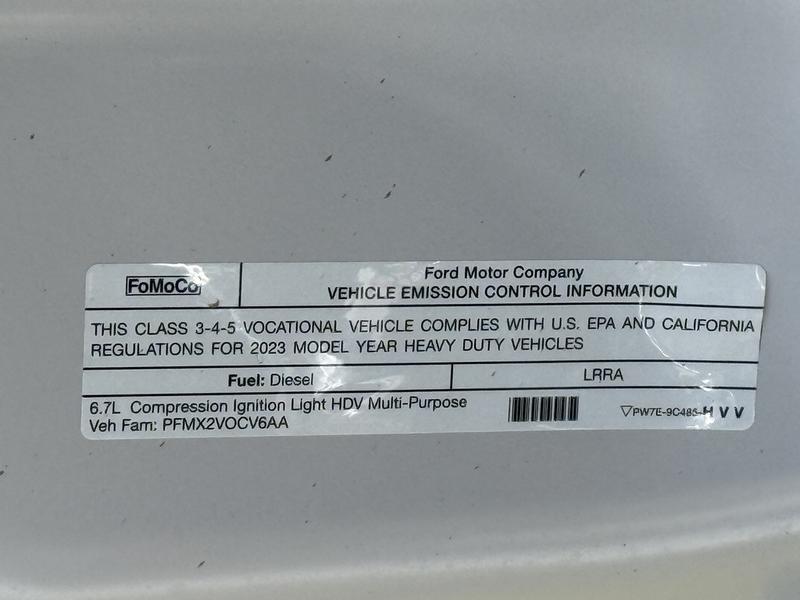 FoMoCo
Ford Motor Company
VEHICLE EMISSION CONTROL INFORMATION
THIS CLASS 3-4-5 VOCATIONAL VEHICLE COMPLIES WITH U.S. EPA AND CALIFORNIA
REGULATIONS FOR 2023 MODEL YEAR HEAVY DUTY VEHICLES
Fuel: Diesel
LRRA
6.7L Compression Ignition Light HDV Multi-Purpose
Veh Fam: PFMX2VOCV6AA
▽PW7E-9C485-H V V